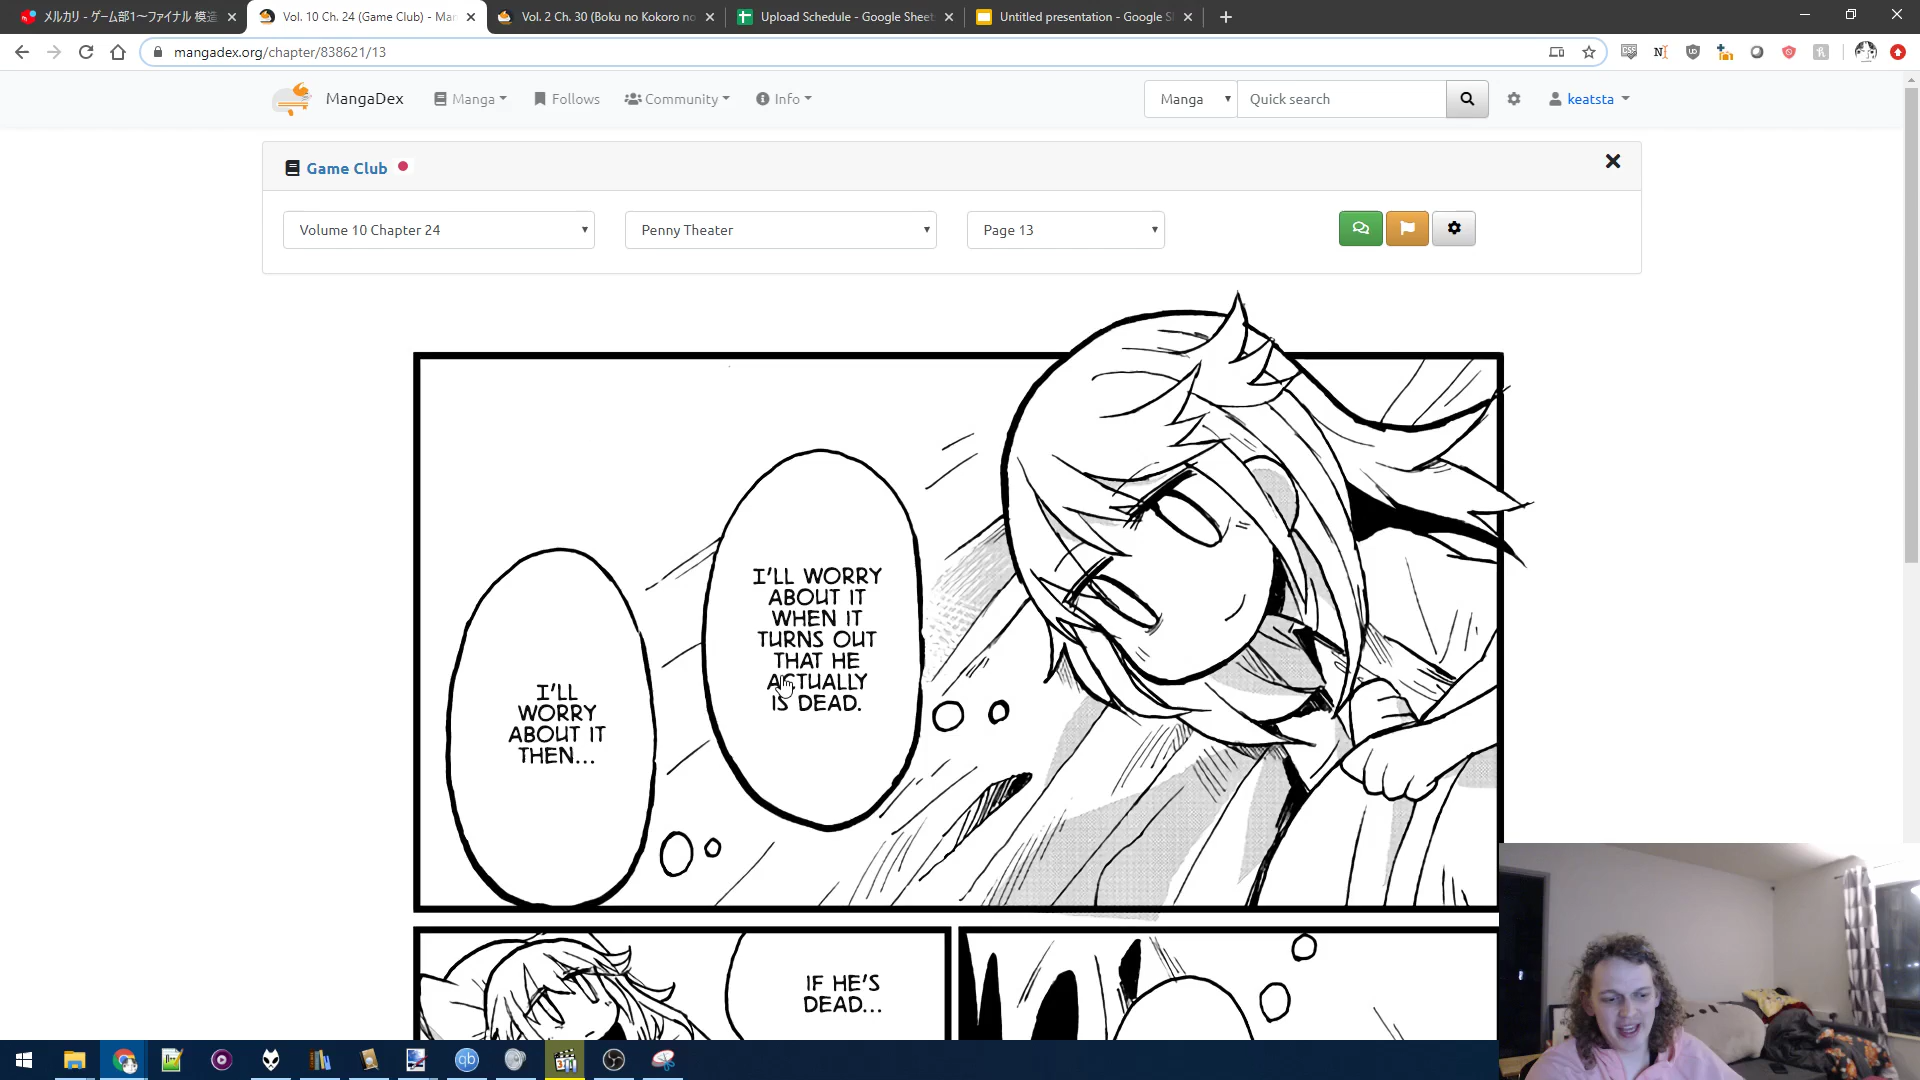 メルカリ - ゲーム部1～ファイナル 模造
Vol. 10 Ch. 24 (Game Club) - Man
Vol. 2 Ch. 30 (Boku no Kokoro no
Upload Schedule - Google Sheets
Untitled presentation - Google Sl
mangadex.org/chapter/838621/13
MangaDex
Manga
Follows
Community
Info
Manga
Quick search
keatsta
Game Club
Volume 10 Chapter 24
Penny Theater
Page 13
I'LL WORRY
ABOUT IT
WHEN IT
TURNS OUT
THAT HE
ACTUALLY
IS DEAD.
I'LL
WORRY
ABOUT IT
THEN...
IF HE'S
DEAD...